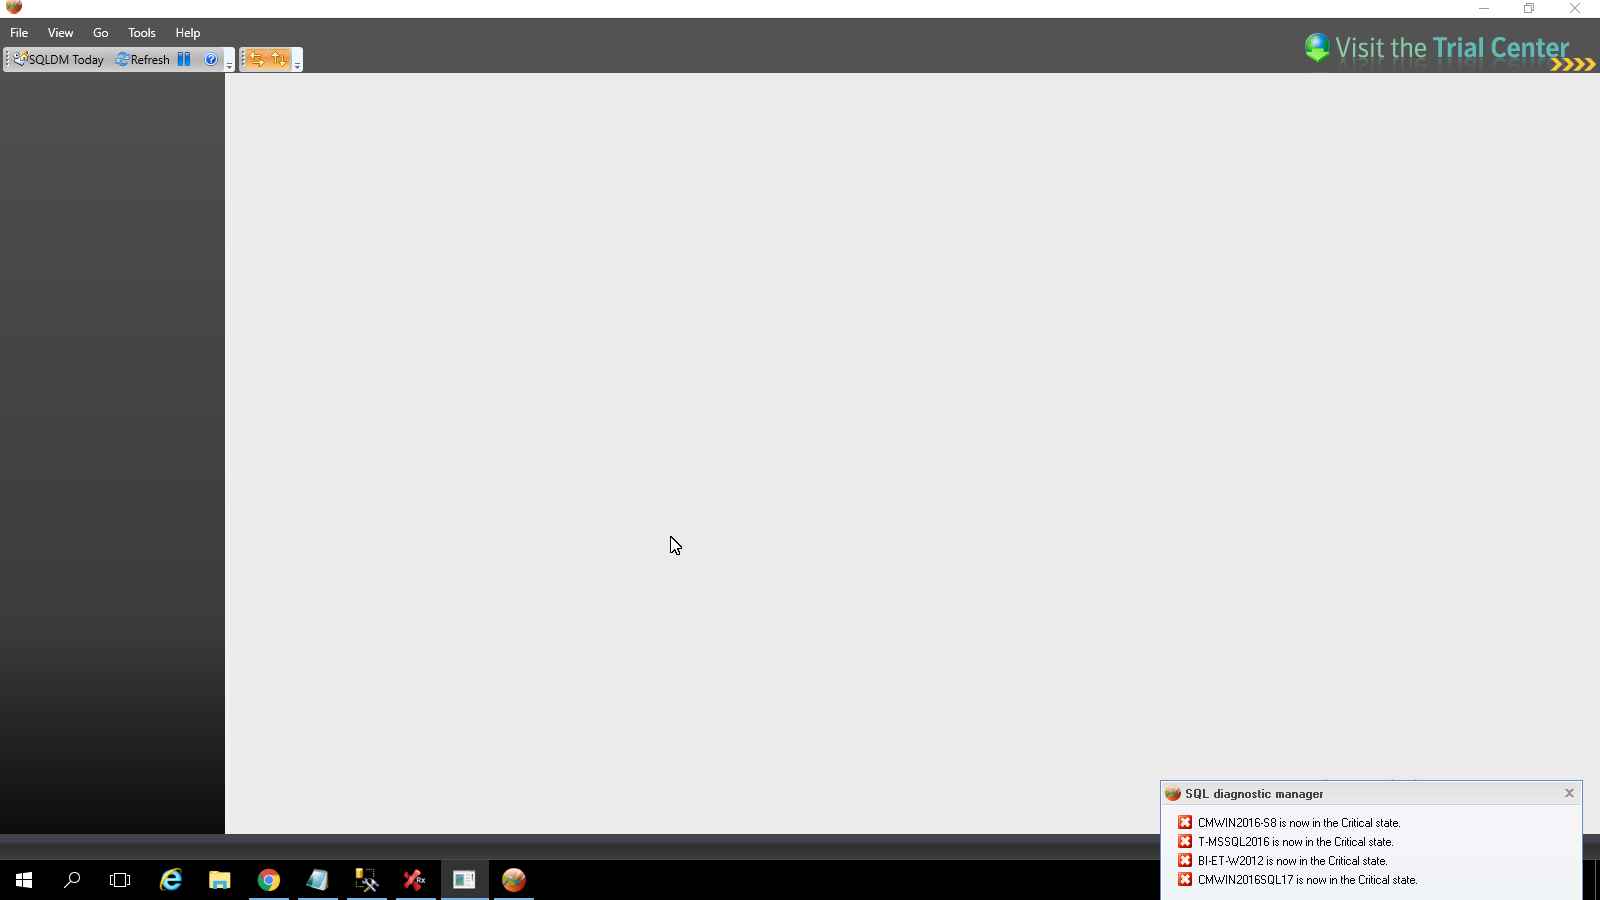 File View Go Tools Help
SQLDM Today Refresh
Visit the Trial Center
SQL diagnostic manager
CMWIN2016-S8 is now in the Critical state.
T-MSSQL2016 is now in the Critical state.
BI-ET-W2012 is now in the Critical state.
CMWIN2016SQL17 is now in the Critical state.
Rx